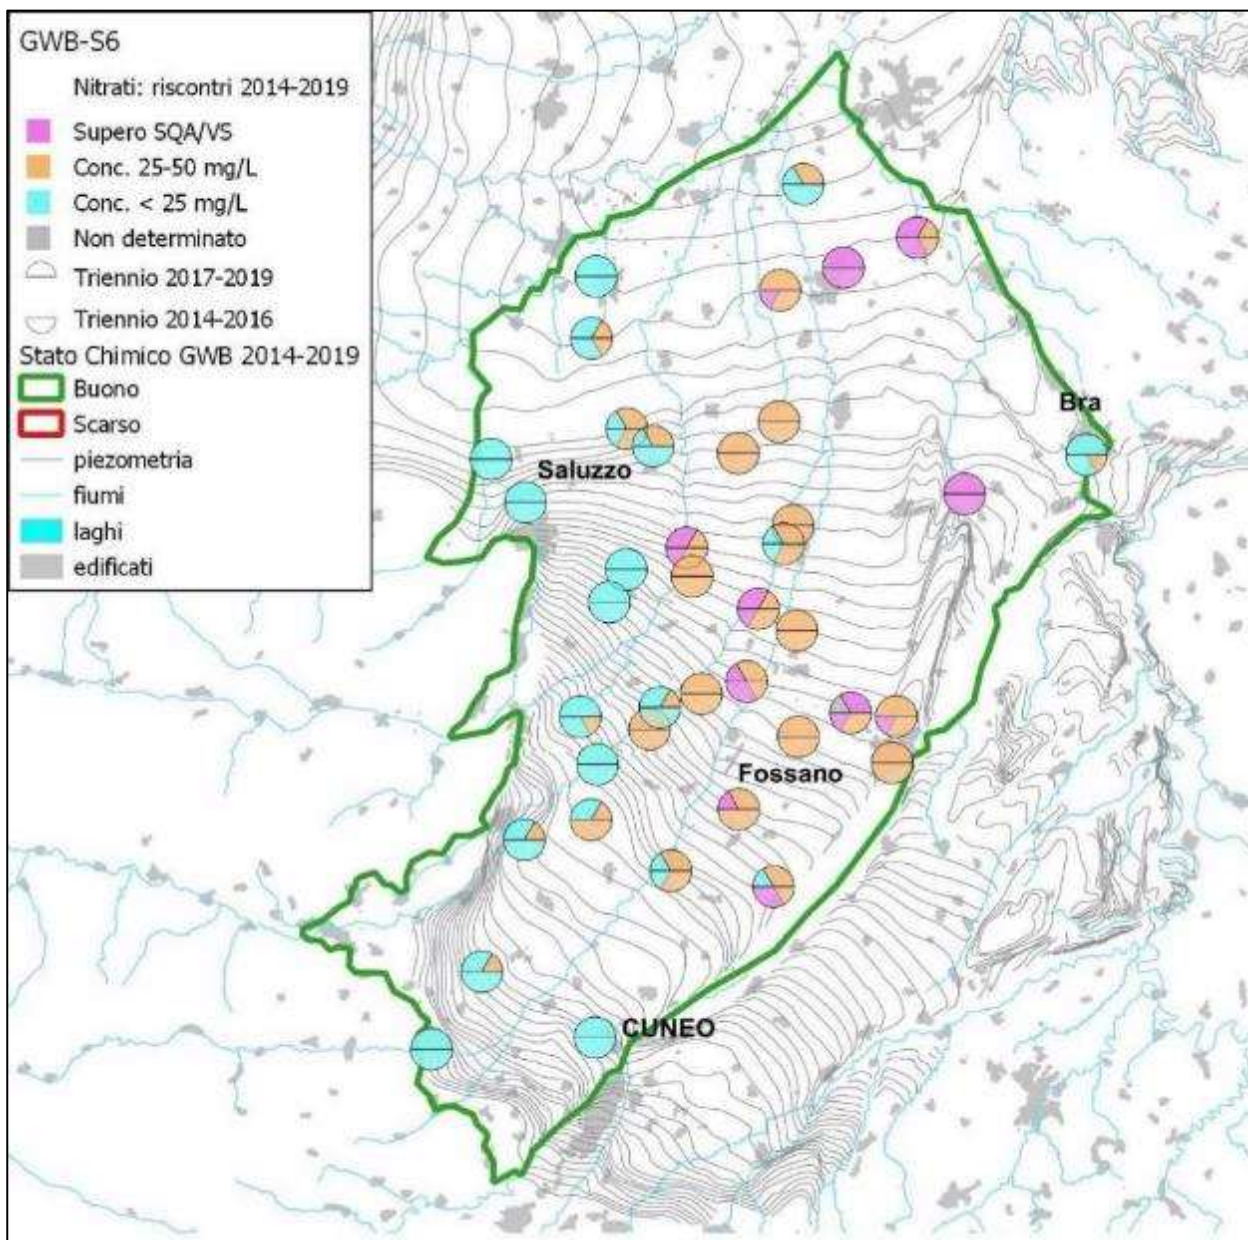 GWB-S6
Nitrati: riscontri 2014-2019
Supero SQA/VS
Conc. 25-50 mg/L
Conc. < 25 mg/L
Non determinato
Triennio 2017-2019
Triennio 2014-2016
Stato Chimico GWB 2014-2019
Buono
Scarso
piezometria
fiumi
laghi
edificati
Bra
Saluzzo
Fossano
CUNEO